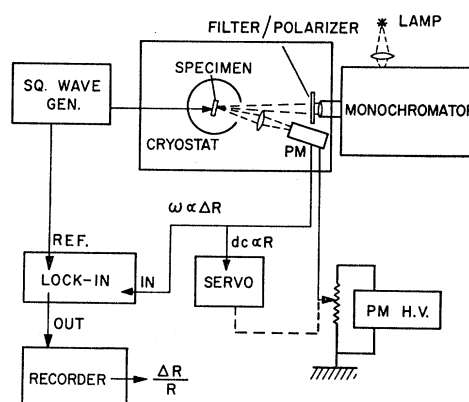 LAMP
FILTER/POLARIZER
SPECIMEN
SQ. WAVE
GEN.
MONOCHROMATOR
CRYOSTAT
PM
ω ∝ ΔR
REF.
dc ∝ R
LOCK-IN
IN
SERVO
PM H.V.
OUT
RECORDER
ΔR
R